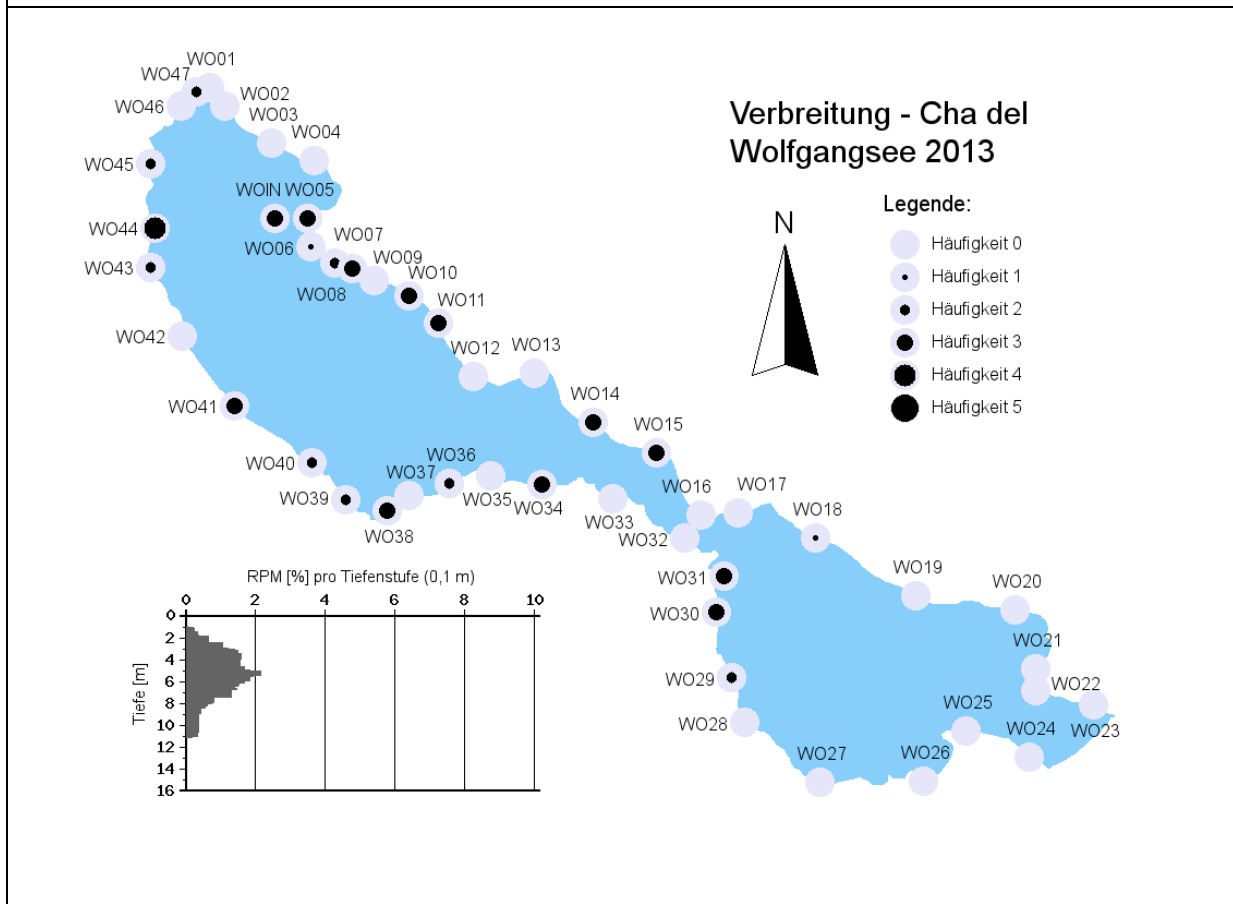 WO01
WO47
WO46
WO02
WO03
WO04
Verbreitung - Cha del
Wolfgangsee 2013
WO45
WOIN WO05
Legende:
N
WO44
WO06
WO07
WO43
WO09
WO08
WO10
WO11
Häufigkeit 0
Häufigkeit 1
Häufigkeit 2
Häufigkeit 3
Häufigkeit 4
Häufigkeit 5
WO42
WO12
WO13
WO41
WO14
WO15
WO40
WO36
WO37
WO39
WO35
WO38
WO34
WO33
WO16
WO17
WO32
WO18
WO31
WO30
WO19
WO20
WO29
WO21
WO28
WO22
WO25
WO24
WO23
WO27
WO26
RPM [%] pro Tiefenstufe (0,1 m)
0 2 4 6 8 10
Tiefe [m]
0
2
4
6
8
10
12
14
16